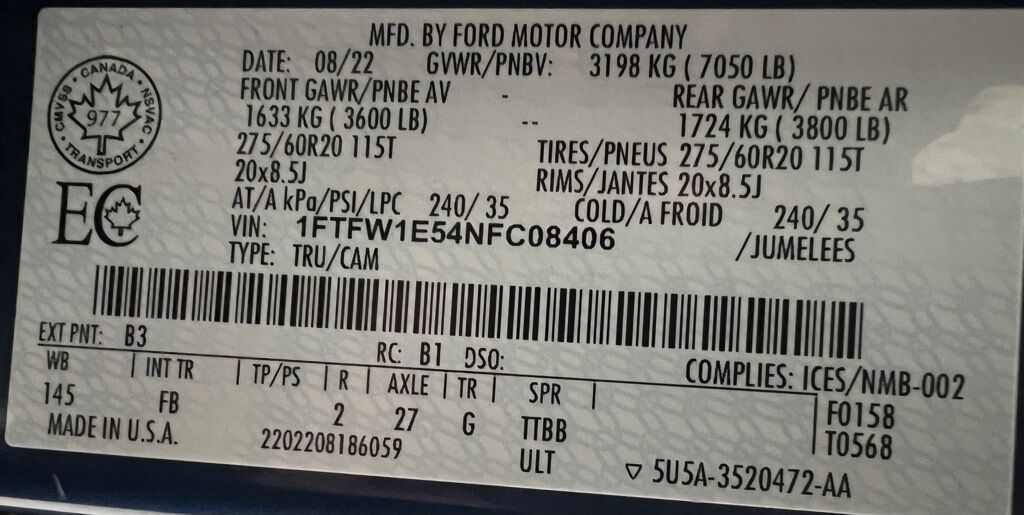 MFD. BY FORD MOTOR COMPANY
DATE: 08/22 GVWR/PNBV: 3198 KG ( 7050 LB)
FRONT GAWR/PNBE AV - REAR GAWR/ PNBE AR
1633 KG ( 3600 LB) -- 1724 KG ( 3800 LB)
275/60R20 115T TIRES/PNEUS 275/60R20 115T
20x8.5J RIMS/JANTES 20x8.5J
AT/A kPa/PSI/LPC 240/ 35 COLD/A FROID 240/ 35
VIN: 1FTFW1E54NFC08406 /JUMELEES
TYPE: TRU/CAM
CANADA
CMVSS 977 NSVAC
TRANSPORT
EC
EXT PNT: B3 RC: B1 DSO:
COMPLIES: ICES/NMB-002
WB | INT TR | TP/PS | R | AXLE | TR | SPR |
145 FB 2 27 G TTBB F0158
T0568
MADE IN U.S.A. 2202208186059 ULT ▽ 5U5A-3520472-AA